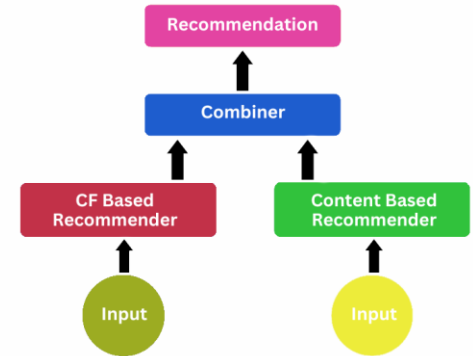 Recommendation
Combiner
CF Based
Recommender
Content Based
Recommender
Input
Input